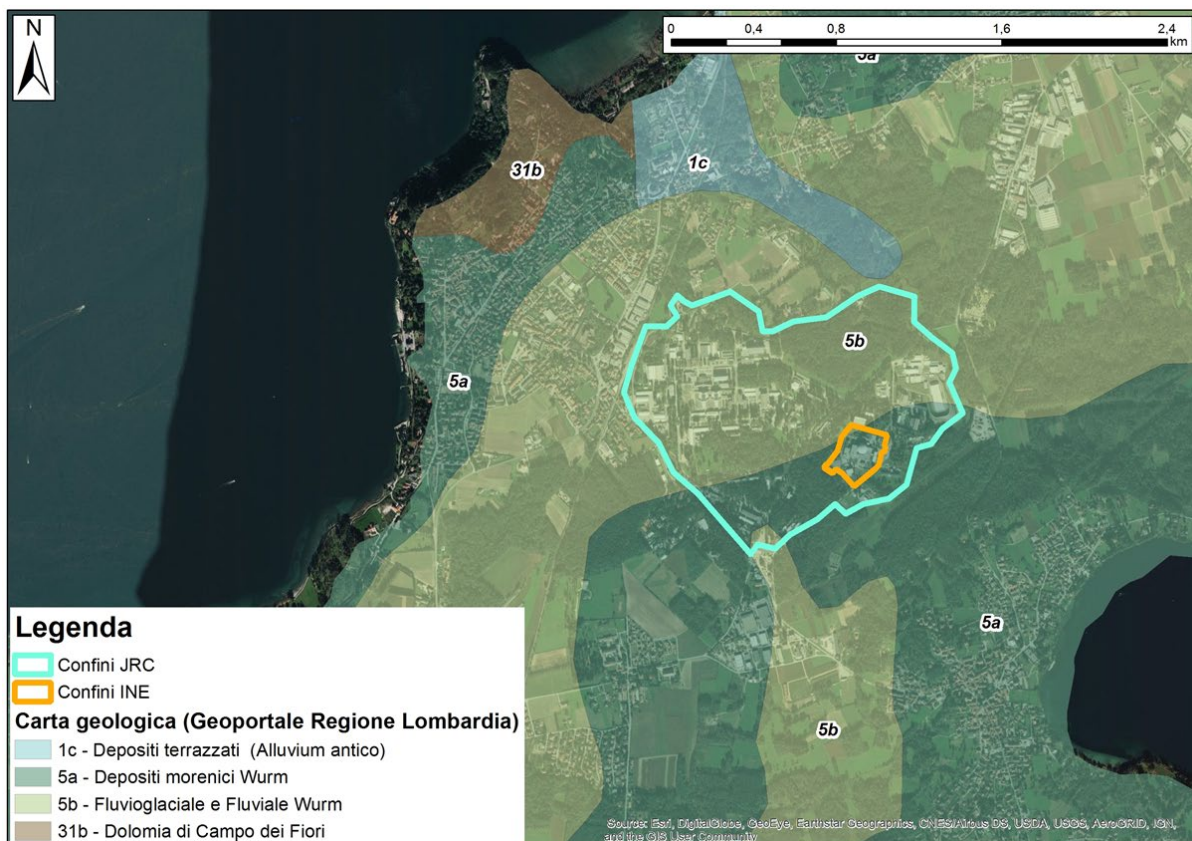 N
0 0,4 0,8 1,6 2,4
km
5a
1c
31b
5b
5a
5a
5b
Legenda
Confini JRC
Confini INE
Carta geologica (Geoportale Regione Lombardia)
1c - Depositi terrazzati (Alluvium antico)
5a - Depositi morenici Wurm
5b - Fluvioglaciale e Fluviale Wurm
31b - Dolomia di Campo dei Fiori
Source: Esri, DigitalGlobe, GeoEye, Earthstar Geographics, CNES/Airbus DS, USDA, USGS, AeroGRID, IGN,
and the GIS User Community